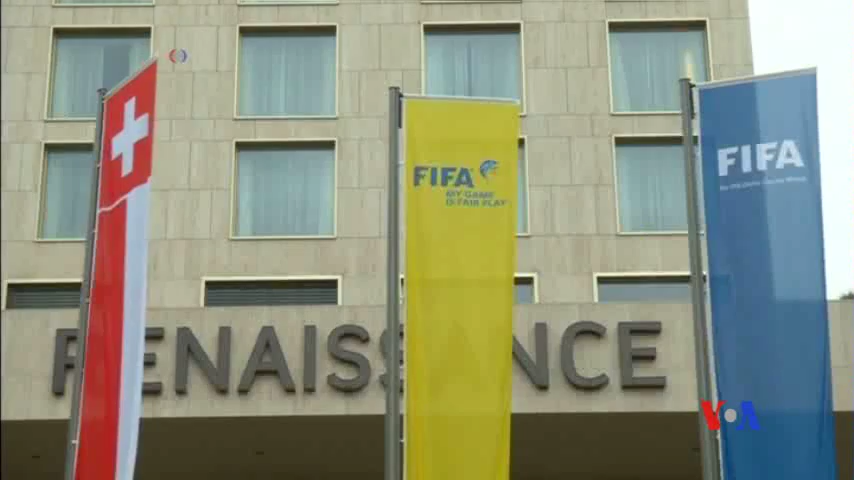 FIFA
MY GAME
IS FAIR PLAY
FIFA
RENAISSANCE
VOA